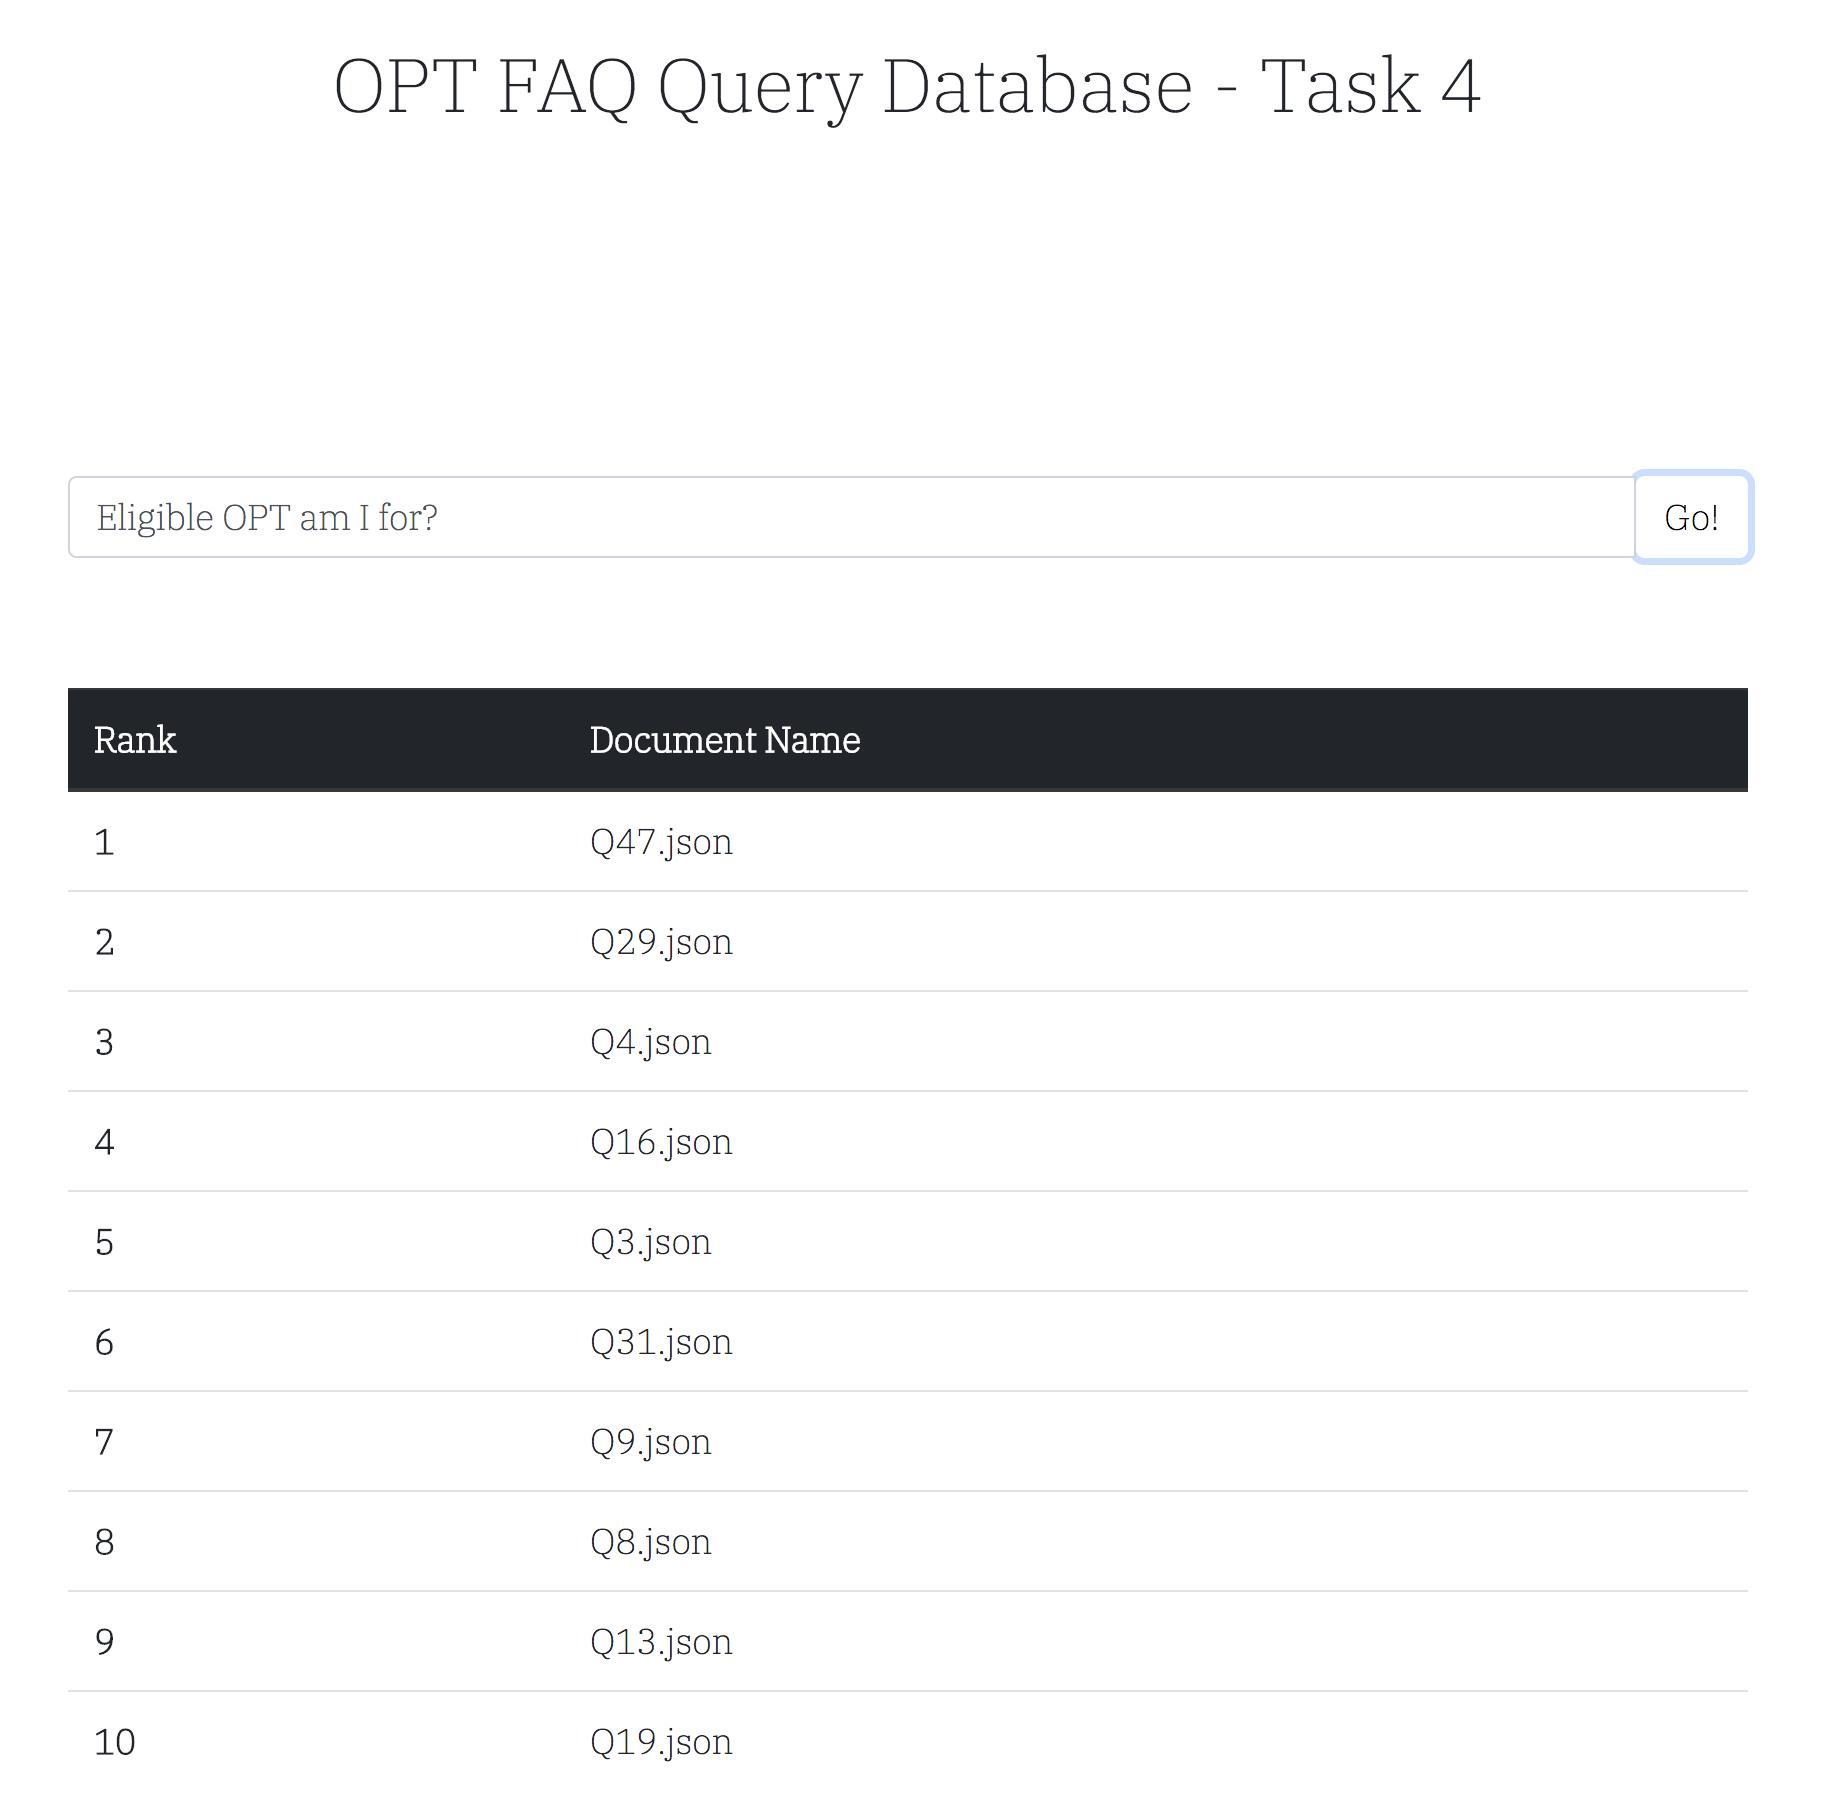 OPT FAQ Query Database - Task 4
Eligible OPT am I for?
Go!
Rank Document Name
1 Q47.json
2 Q29.json
3 Q4.json
4 Q16.json
5 Q3.json
6 Q31.json
7 Q9.json
8 Q8.json
9 Q13.json
10 Q19.json